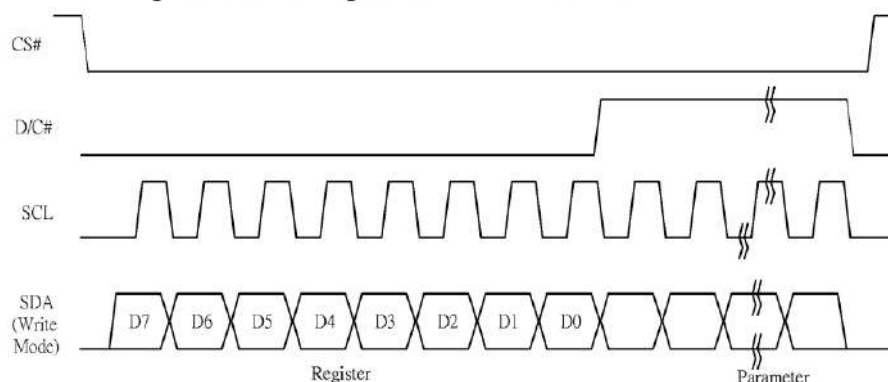 CS#
D/C#
SCL
SDA
(Write
Mode)
D7 D6 D5 D4 D3 D2 D1 D0
Register Parameter